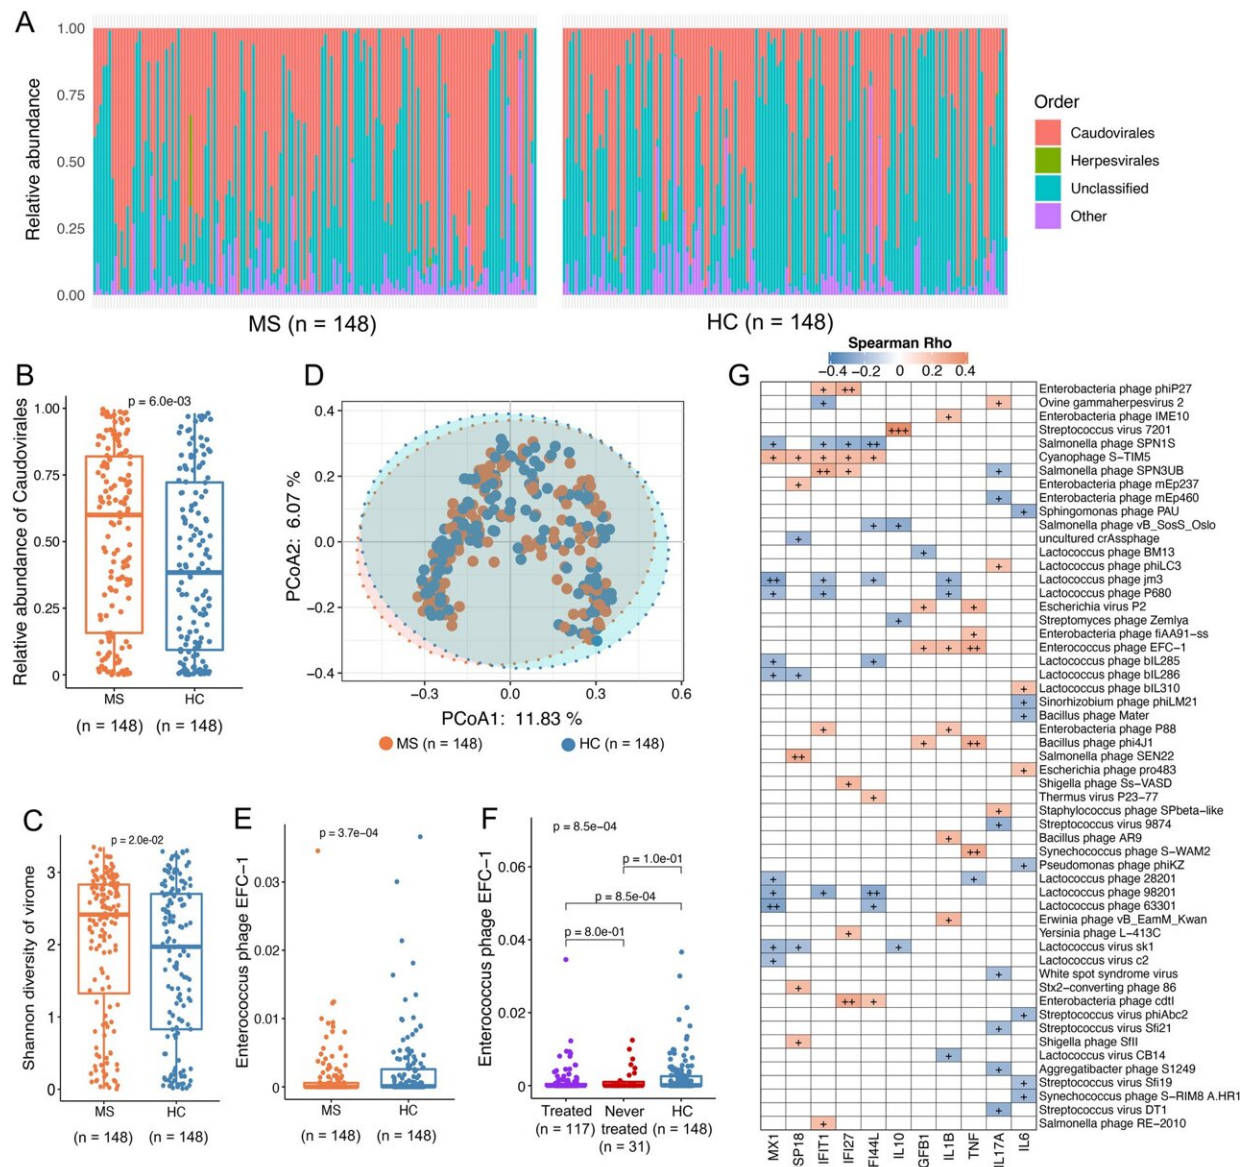 A
Relative abundance
1.00
0.75
0.50
0.25
0.00
MS (n = 148)
HC (n = 148)
Order
Caudovirales
Herpesvirales
Unclassified
Other
B
Relative abundance of Caudovirales
p = 6.0e-03
1.00
0.75
0.50
0.25
0
MS
HC
(n = 148)
(n = 148)
D
PCoA2: 6.07 %
0.4
0.2
0.0
−0.2
−0.4
−0.3
0.0
0.3
0.6
PCoA1: 11.83 %
MS (n = 148)
HC (n = 148)
C
Shannon diversity of virome
p = 2.0e-02
3
2
1
0
MS
HC
(n = 148)
(n = 148)
E
Enterococcus phage EFC−1
p = 3.7e−04
0.03
0.02
0.01
0
MS
HC
(n = 148)
(n = 148)
F
Enterococcus phage EFC−1
p = 8.5e−04
p = 1.0e-01
p = 8.5e-04
p = 8.0e-01
0.06
0.04
0.02
0
Treated
(n = 117)
Never
treated
(n = 31)
HC
(n = 148)
G
Spearman Rho
−0.4 −0.2 0 0.2 0.4
+ ++ Enterobacteria phage phiP27
+ + Ovine gammaherpesvirus 2
+ Enterobacteria phage IME10
+++ Streptococcus virus 7201
+ + + ++ Salmonella phage SPN1S
+ + + + + Cyanophage S−TIM5
++ + + Salmonella phage SPN3UB
+ Enterobacteria phage mEp237
+ Enterobacteria phage mEp460
+ Sphingomonas phage PAU
+ + Salmonella phage vB_SosS_Oslo
+ uncultured crAssphage
+ Lactococcus phage BM13
+ Lactococcus phage phiLC3
++ + + + Lactococcus phage jm3
+ + + Lactococcus phage P680
+ + Escherichia virus P2
+ Streptomyces phage Zemlya
+ Enterobacteria phage fiAA91−ss
+ + ++ Enterococcus phage EFC−1
+ + Lactococcus phage bIL285
+ + Lactococcus phage bIL286
+ Lactococcus phage bIL310
+ Sinorhizobium phage phiLM21
+ Bacillus phage Mater
+ + Enterobacteria phage P88
+ ++ Bacillus phage phi4J1
++ Salmonella phage SEN22
+ Escherichia phage pro483
+ Shigella phage Ss−VASD
+ Thermus virus P23−77
+ Staphylococcus phage SPbeta−like
+ Streptococcus virus 9874
+ Bacillus phage AR9
++ Synechococcus phage S−WAM2
+ Pseudomonas phage phiKZ
+ + Lactococcus phage 28201
+ + ++ Lactococcus phage 98201
++ + Lactococcus phage 63301
+ Erwinia phage vB_EamM_Kwan
+ Yersinia phage L−413C
+ + + Lactococcus virus sk1
+ Lactococcus virus c2
+ White spot syndrome virus
+ Stx2−converting phage 86
++ + Enterobacteria phage cdtI
+ Streptococcus virus phiAbc2
+ Streptococcus virus Sfi21
+ Shigella phage SfII
+ Lactococcus virus CB14
+ Aggregatibacter phage S1249
+ Streptococcus virus Sfi19
+ Synechococcus phage S−RIM8 A.HR1
+ Streptococcus virus DT1
+ Salmonella phage RE−2010
MX1
SP18
IFIT1
IFI27
FI44L
IL10
GFB1
IL1B
TNF
IL17A
IL6